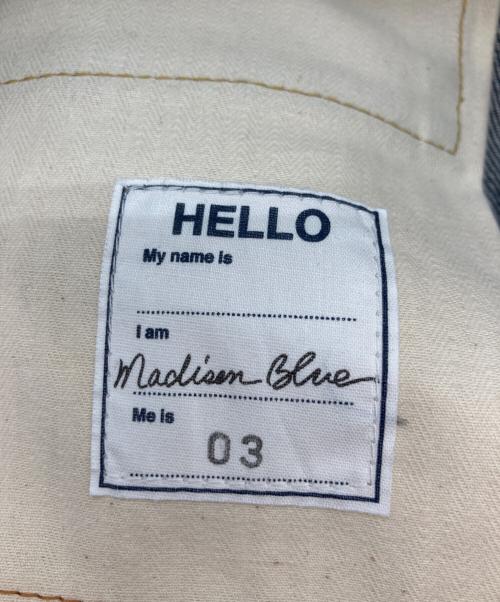 HELLO
My name is
I am
Madison Blue
Me is
03